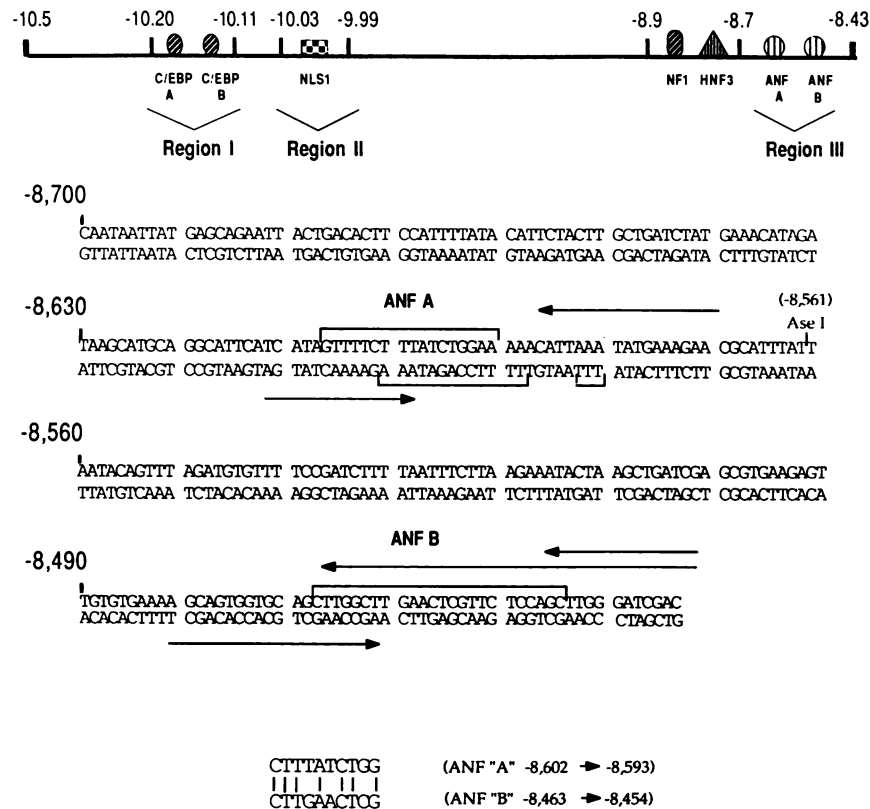 -10.5 -10.20 -10.11 -10.03 -9.99 -8.9 -8.7 -8.43
C/EBP A C/EBP B NLS1 NF1 HNF3 ANF A ANF B
Region I Region II Region III
-8,700
CAATAATTAT GAGCAGAATT ACTGACACTT CCATTTTATA CATTCTACTT GCTGATCTAT GAAACATAGA
GTTATTAATA CTCGTCTTAA TGACTGTGAA GGTAAAATAT GTAAGATGAA CGACTAGATA CTTTGTATCT
-8,630 ANF A (-8,561)
Ase I
TAAGCATGCA GGCATTCATC ATAGTTTTCT TTATCTGGAA AAACATTAAA TATGAAAGAA CGCATTTATT
ATTCGTACGT CCGTAAGTAG TATCAAAAGA AATAGACCTT TTTGTAATTT ATACTTTCTT GCGTAAATAA
-8,560
AATACAGTTT AGATGTGTTT TCCGATCTTT TAATTTCTTA AGAAATACTA AGCTGATCGA GCGTGAAGAGT
TTATGTCAAA TCTACACAAA AGGCTAGAAA ATTAAAGAAT TCTTTATGAT TCGACTAGCT CGCACTTCACA
-8,490 ANF B
TGTGTGAAAA GCAGTGGTGC AGCTTGGCTT GAACTCGTTC TCCAGCTTGG GATCGAC
ACACACTTTT CGACACCACGT CGAACCGAA CTTGAGCAAG AGGTCGAACC CTAGCTG
CTTTATCTGG (ANF "A" -8,602 → -8,593)
CTTGAACTCG (ANF "B" -8,463 → -8,454)